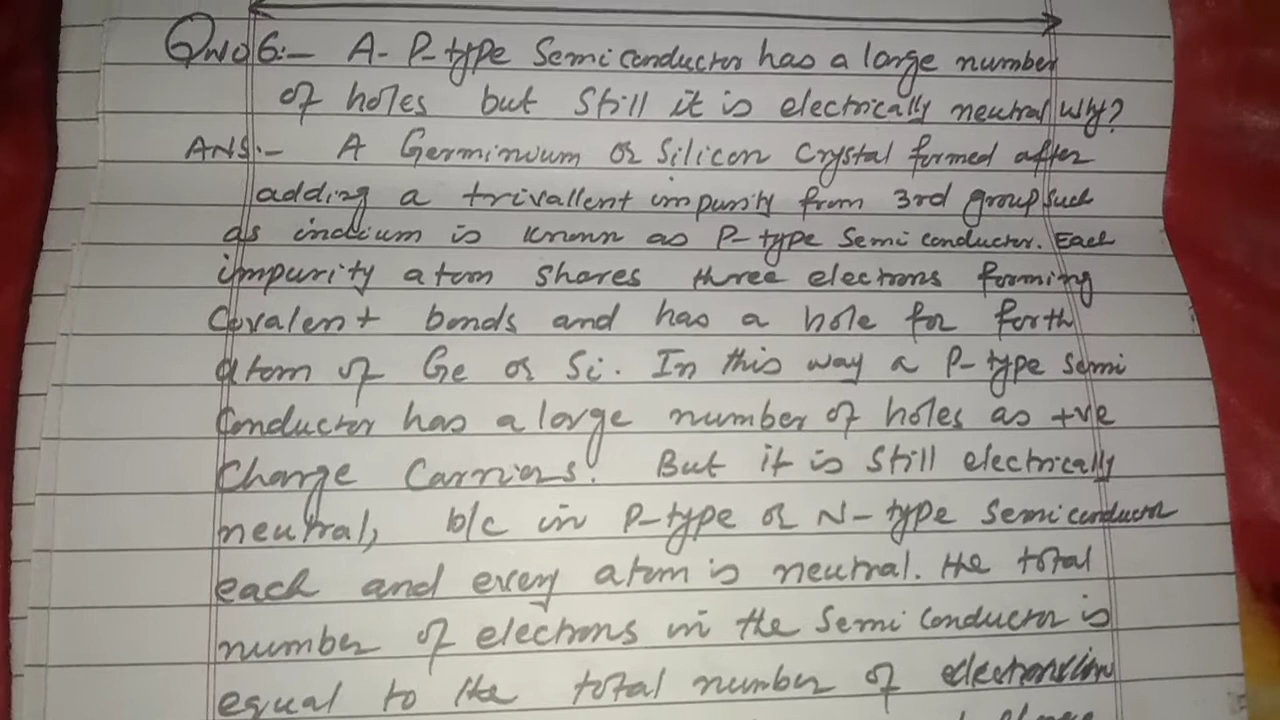 QNo6:- A- P-type Semiconductor has a large number
of holes but Still it is electrically neutral why?
ANS:- A Germinium or Silicon Crystal formed after
adding a trivallent impurity from 3rd group such
as indium is known as P-type Semi conductor. Each
impurity atom shares three electrons forming
Covalent bonds and has a hole for forth
atom of Ge or Si. In this way a P-type Semi
Conductor has a large number of holes as +ve
Charge Carriers. But it is Still electrically
neutral, b/c in P-type or N-type Semiconductor
each and every atom is neutral. the total
number of electrons in the Semi Conductor is
equal to the total number of